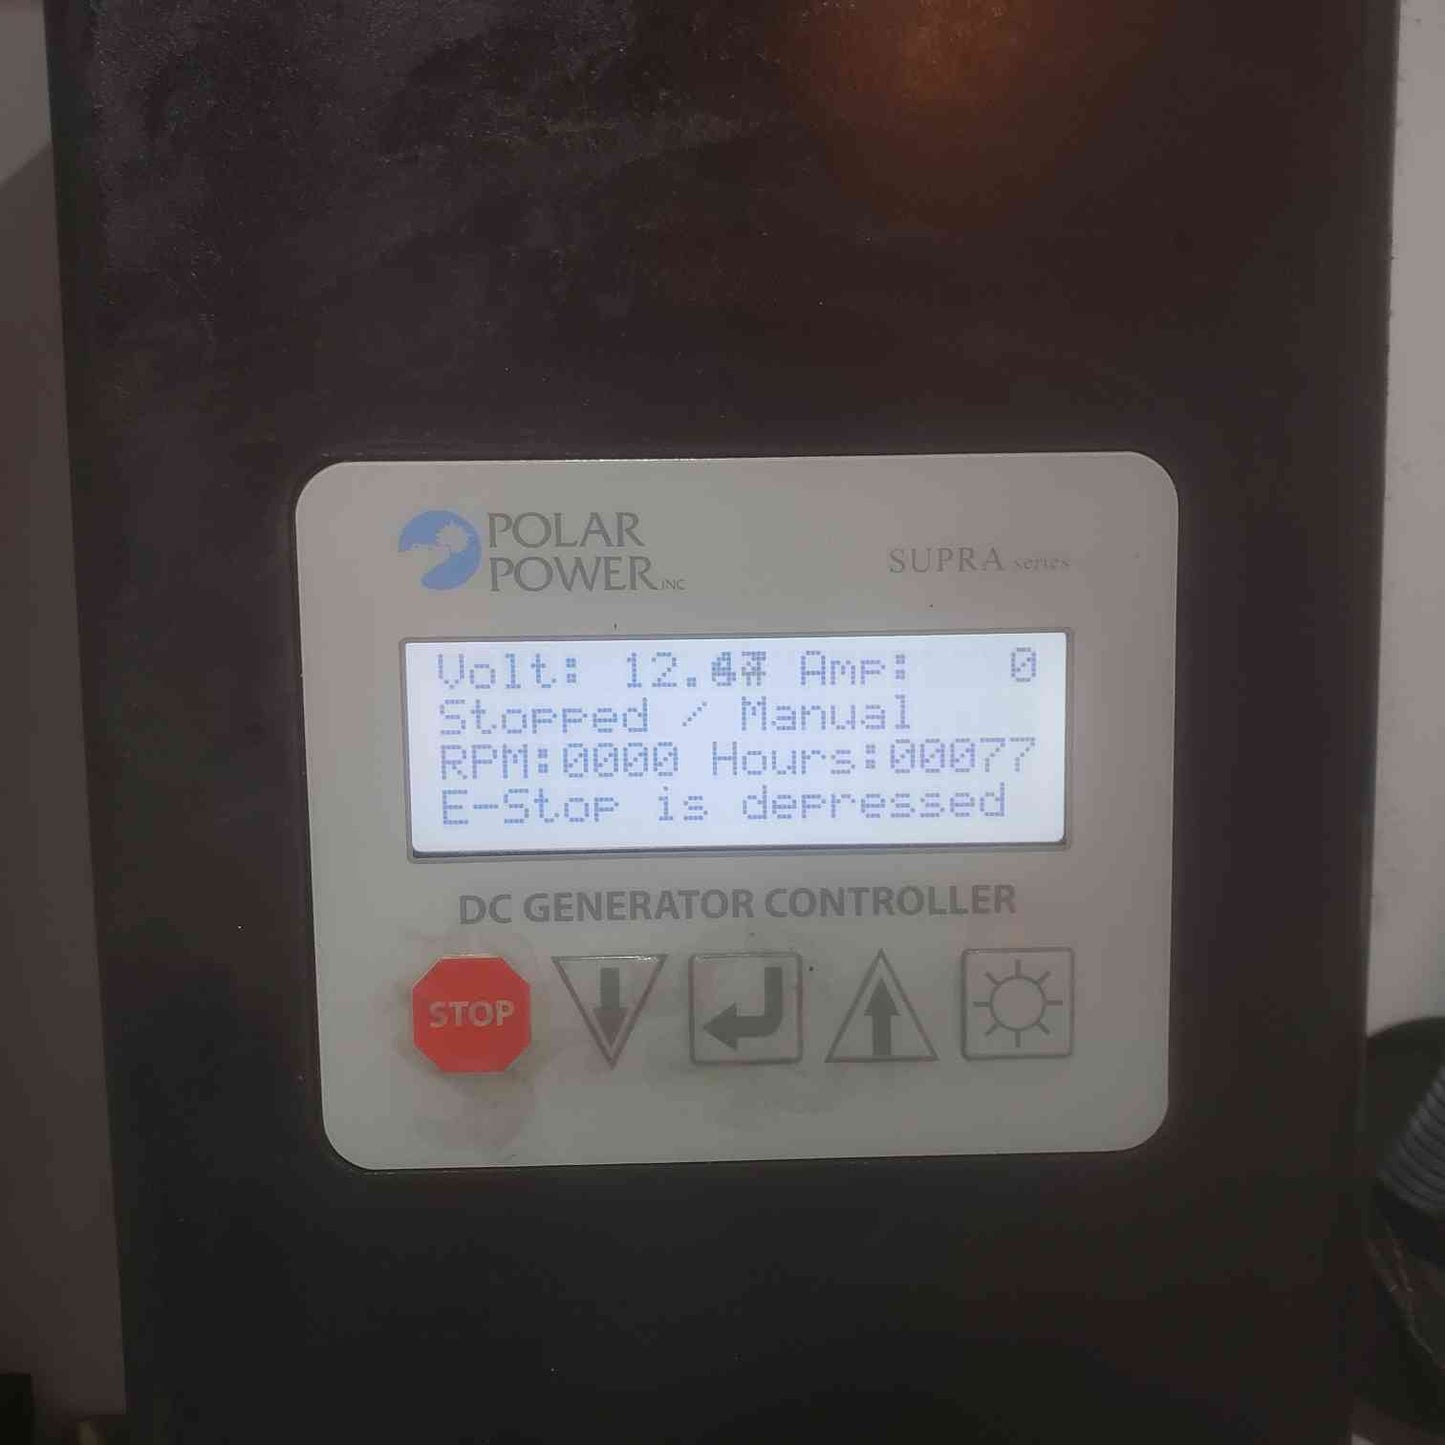 POLAR
POWER INC
SUPRA series
Volt: 12. Amp: 0
Stopped / Manual
RPM:0000 Hours:00077
E-Stop is depressed
DC GENERATOR CONTROLLER
STOP